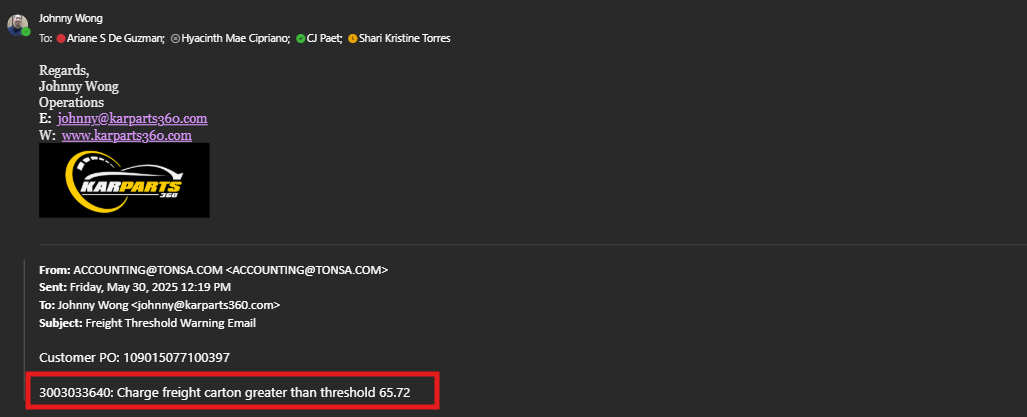 Johnny Wong
To: Ariane S De Guzman; Hyacinth Mae Cipriano; CJ Paet; Shari Kristine Torres
Regards,
Johnny Wong
Operations
E: johnny@karparts360.com
W: www.karparts360.com
KARPARTS
360
From: ACCOUNTING@TONSA.COM <ACCOUNTING@TONSA.COM>
Sent: Friday, May 30, 2025 12:19 PM
To: Johnny Wong <johnny@karparts360.com>
Subject: Freight Threshold Warning Email
Customer PO: 109015077100397
3003033640: Charge freight carton greater than threshold 65.72